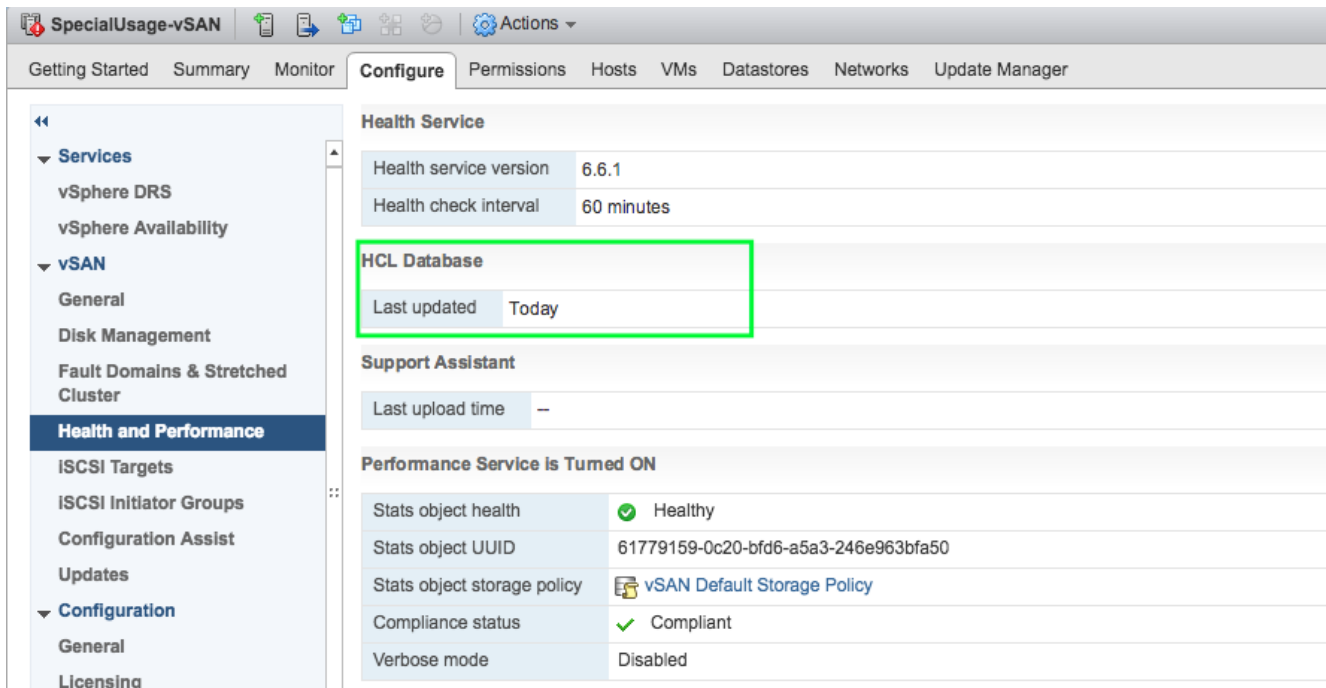 SpecialUsage-vSAN Actions
Getting Started Summary Monitor Configure Permissions Hosts VMs Datastores Networks Update Manager
Services
vSphere DRS
vSphere Availability
vSAN
General
Disk Management
Fault Domains & Stretched
Cluster
Health and Performance
iSCSI Targets
iSCSI Initiator Groups
Configuration Assist
Updates
Configuration
General
Licensing
Health Service
Health service version 6.6.1
Health check interval 60 minutes
HCL Database
Last updated Today
Support Assistant
Last upload time --
Performance Service is Turned ON
Stats object health Healthy
Stats object UUID 61779159-0c20-bfd6-a5a3-246e963bfa50
Stats object storage policy vSAN Default Storage Policy
Compliance status Compliant
Verbose mode Disabled